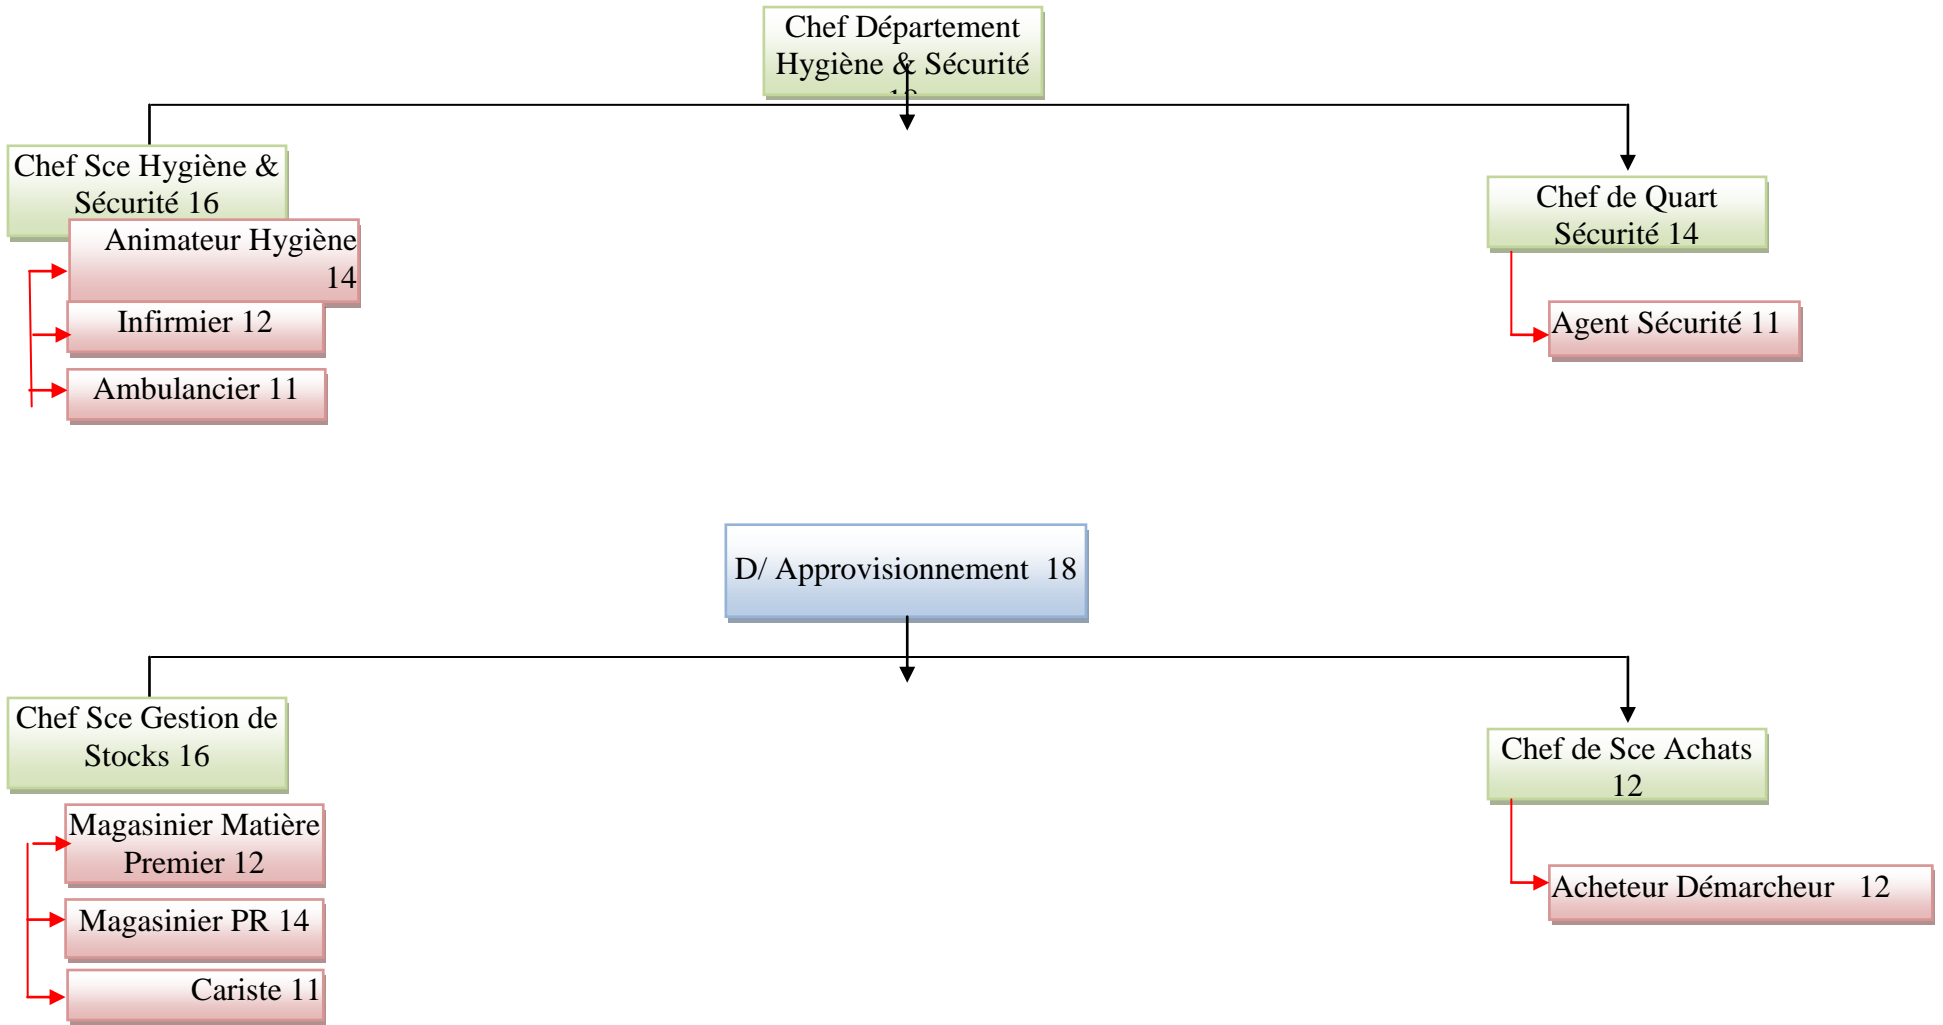 Chef Département
Hygiène & Sécurité
Chef Sce Hygiène &
Sécurité 16
Animateur Hygiène
14
Infirmier 12
Ambulancier 11
Chef de Quart
Sécurité 14
Agent Sécurité 11
D/ Approvisionnement 18
Chef Sce Gestion de
Stocks 16
Magasinier Matière
Premier 12
Magasinier PR 14
Cariste 11
Chef de Sce Achats
12
Acheteur Démarcheur 12